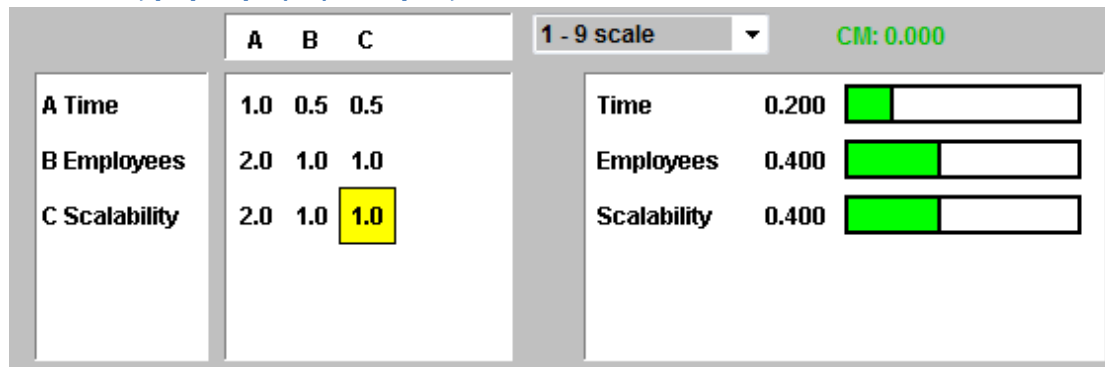 A B C 1 - 9 scale CM: 0.000
A Time 1.0 0.5 0.5 Time 0.200
B Employees 2.0 1.0 1.0 Employees 0.400
C Scalability 2.0 1.0 1.0 Scalability 0.400